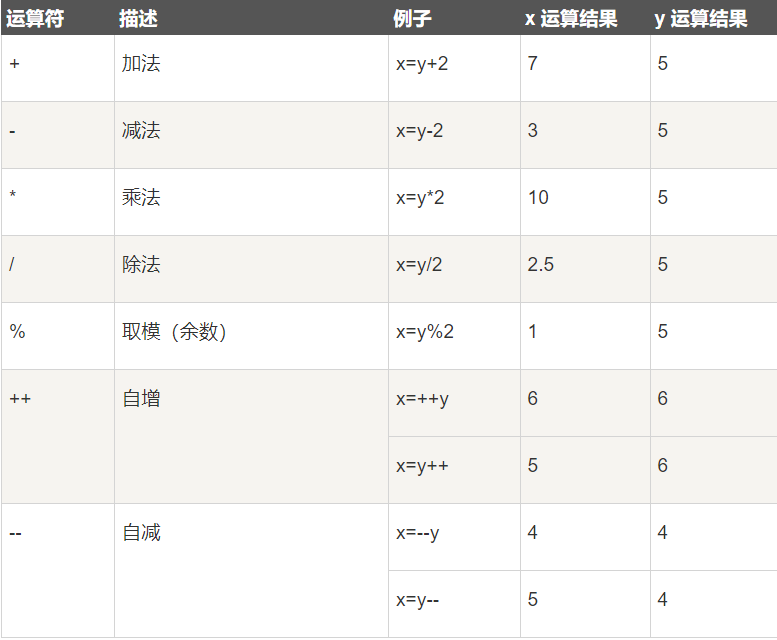 运算符 描述 例子 x 运算结果 y 运算结果
+ 加法 x=y+2 7 5
- 减法 x=y-2 3 5
* 乘法 x=y*2 10 5
/ 除法 x=y/2 2.5 5
% 取模（余数） x=y%2 1 5
++ 自增 x=++y 6 6
x=y++ 5 6
-- 自减 x=--y 4 4
x=y-- 5 4